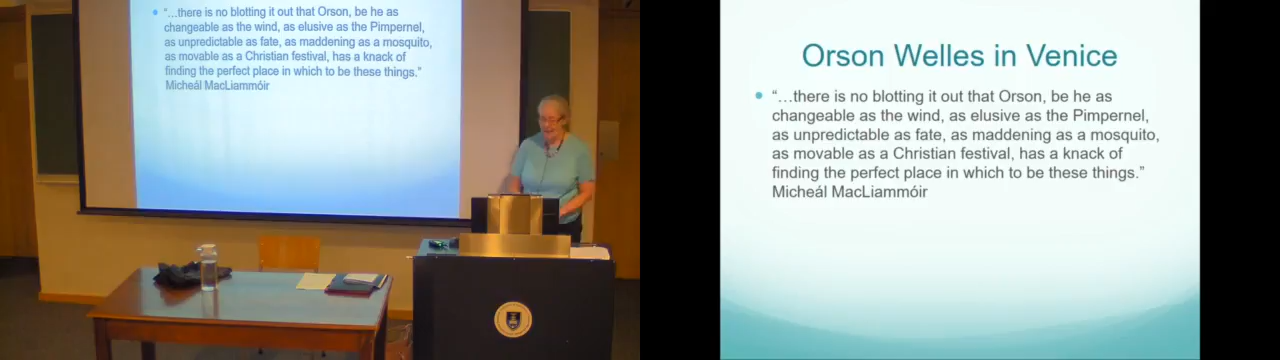 “…there is no blotting it out that Orson, be he as
changeable as the wind, as elusive as the Pimpernel,
as unpredictable as fate, as maddening as a mosquito,
as movable as a Christian festival, has a knack of
finding the perfect place in which to be these things.”
Micheál MacLiammóir
Orson Welles in Venice
“…there is no blotting it out that Orson, be he as
changeable as the wind, as elusive as the Pimpernel,
as unpredictable as fate, as maddening as a mosquito,
as movable as a Christian festival, has a knack of
finding the perfect place in which to be these things.”
Micheál MacLiammóir